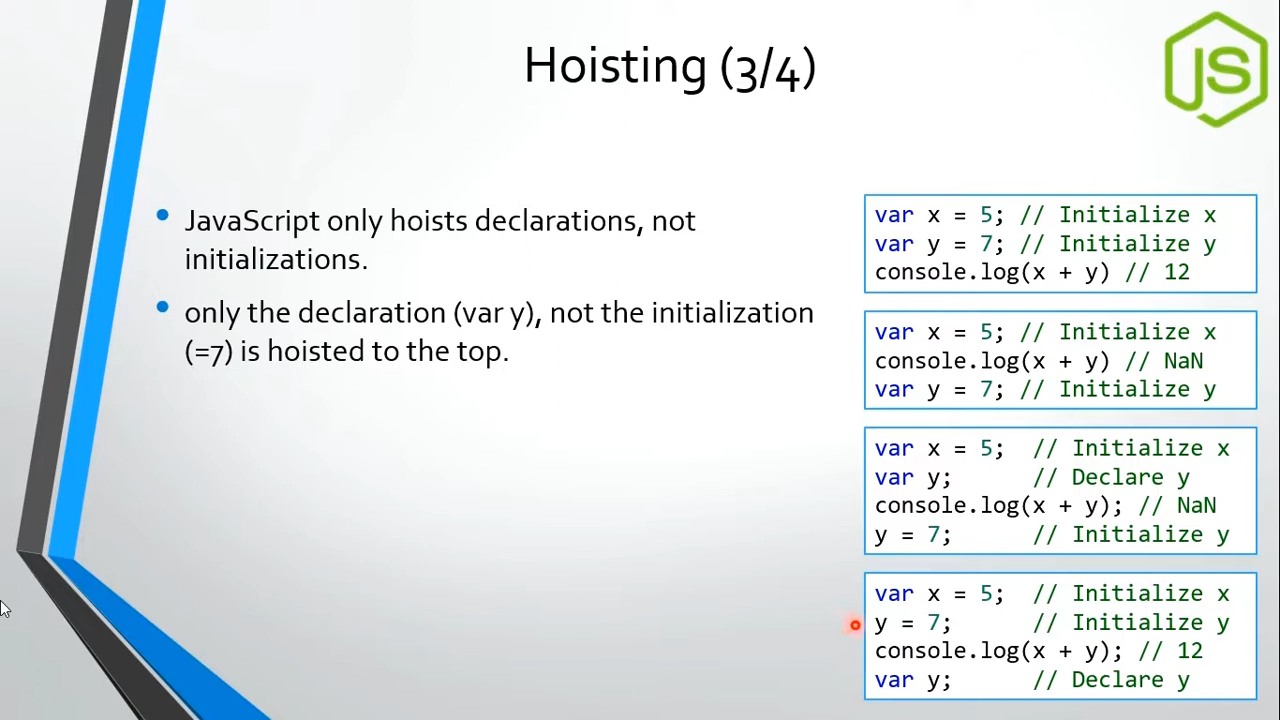 Hoisting (3/4)
JS
JavaScript only hoists declarations, not
initializations.
only the declaration (var y), not the initialization
(=7) is hoisted to the top.
var x = 5; // Initialize x
var y = 7; // Initialize y
console.log(x + y) // 12
var x = 5; // Initialize x
console.log(x + y) // NaN
var y = 7; // Initialize y
var x = 5;  // Initialize x
var y;      // Declare y
console.log(x + y); // NaN
y = 7;      // Initialize y
var x = 5;  // Initialize x
y = 7;      // Initialize y
console.log(x + y); // 12
var y;      // Declare y